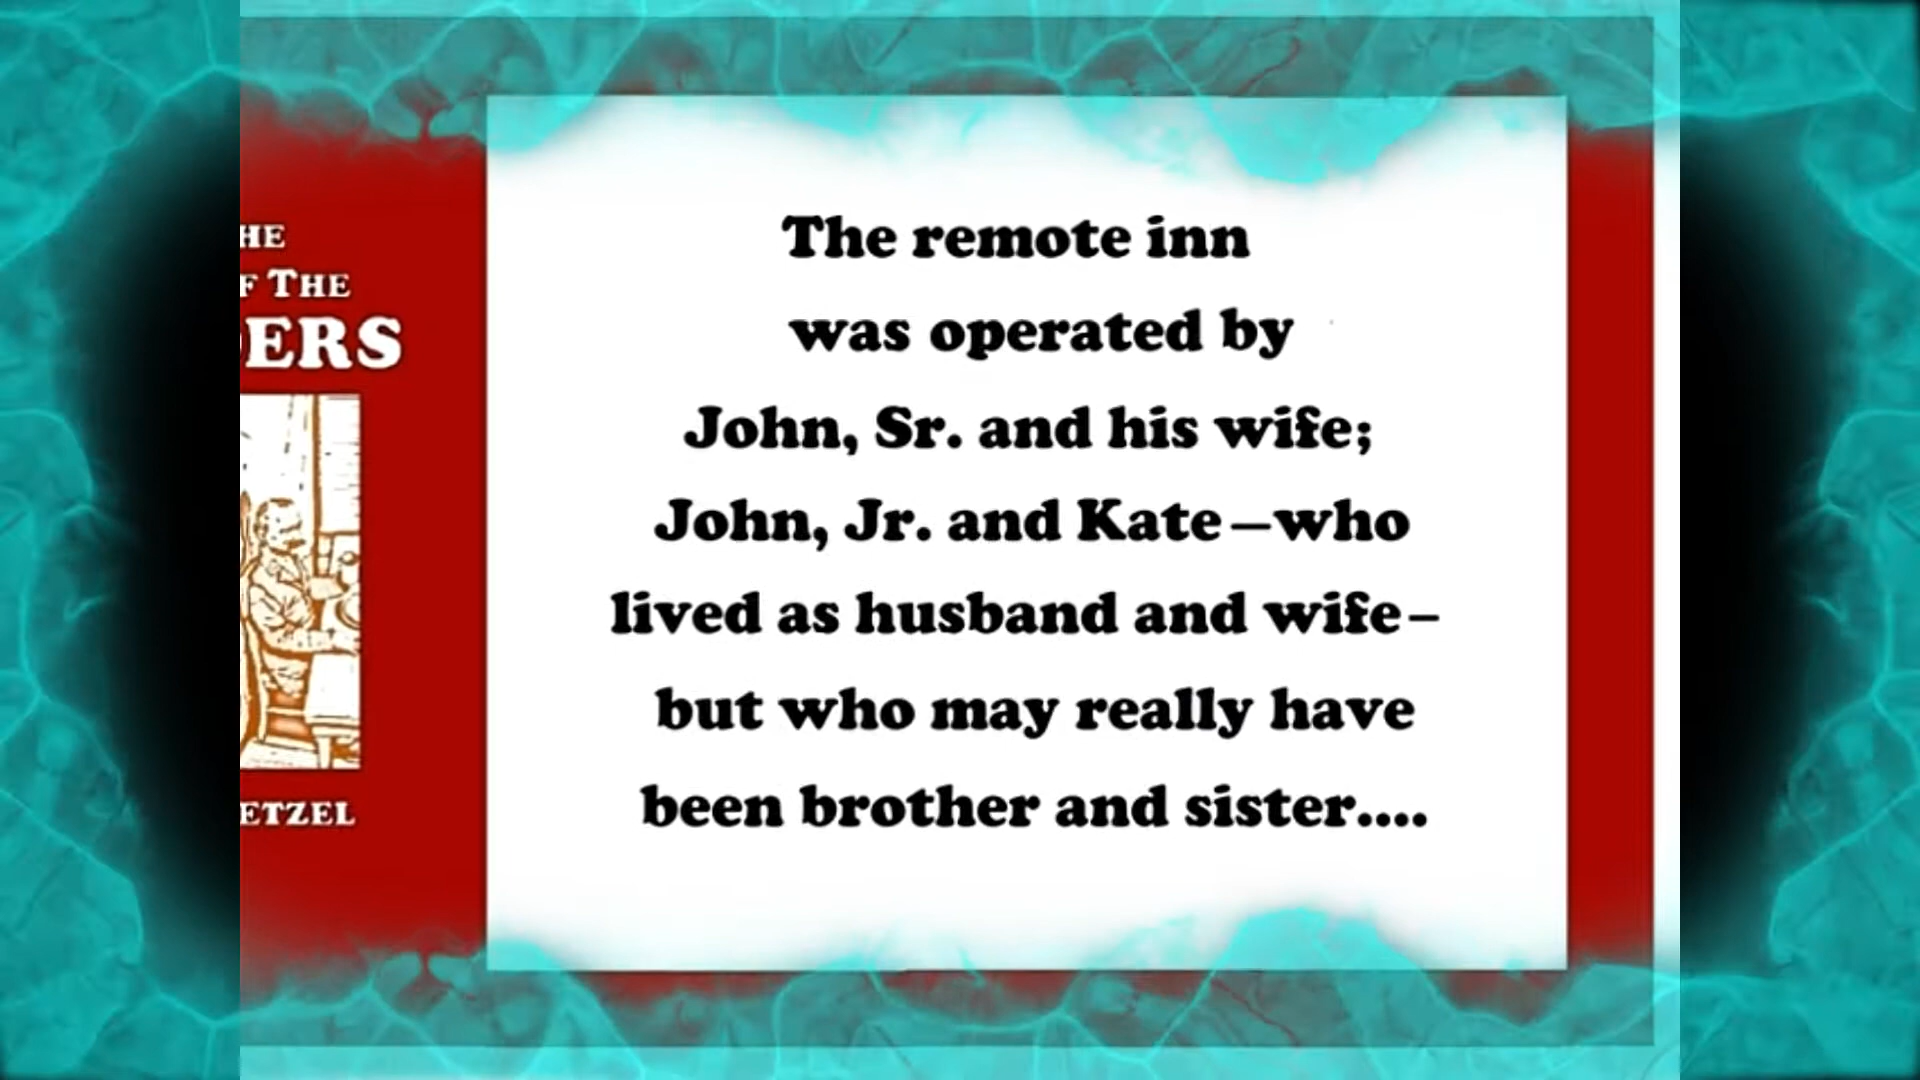 HE
F THE
ERS
ETZEL
The remote inn
was operated by
John, Sr. and his wife;
John, Jr. and Kate—who
lived as husband and wife–
but who may really have
been brother and sister....